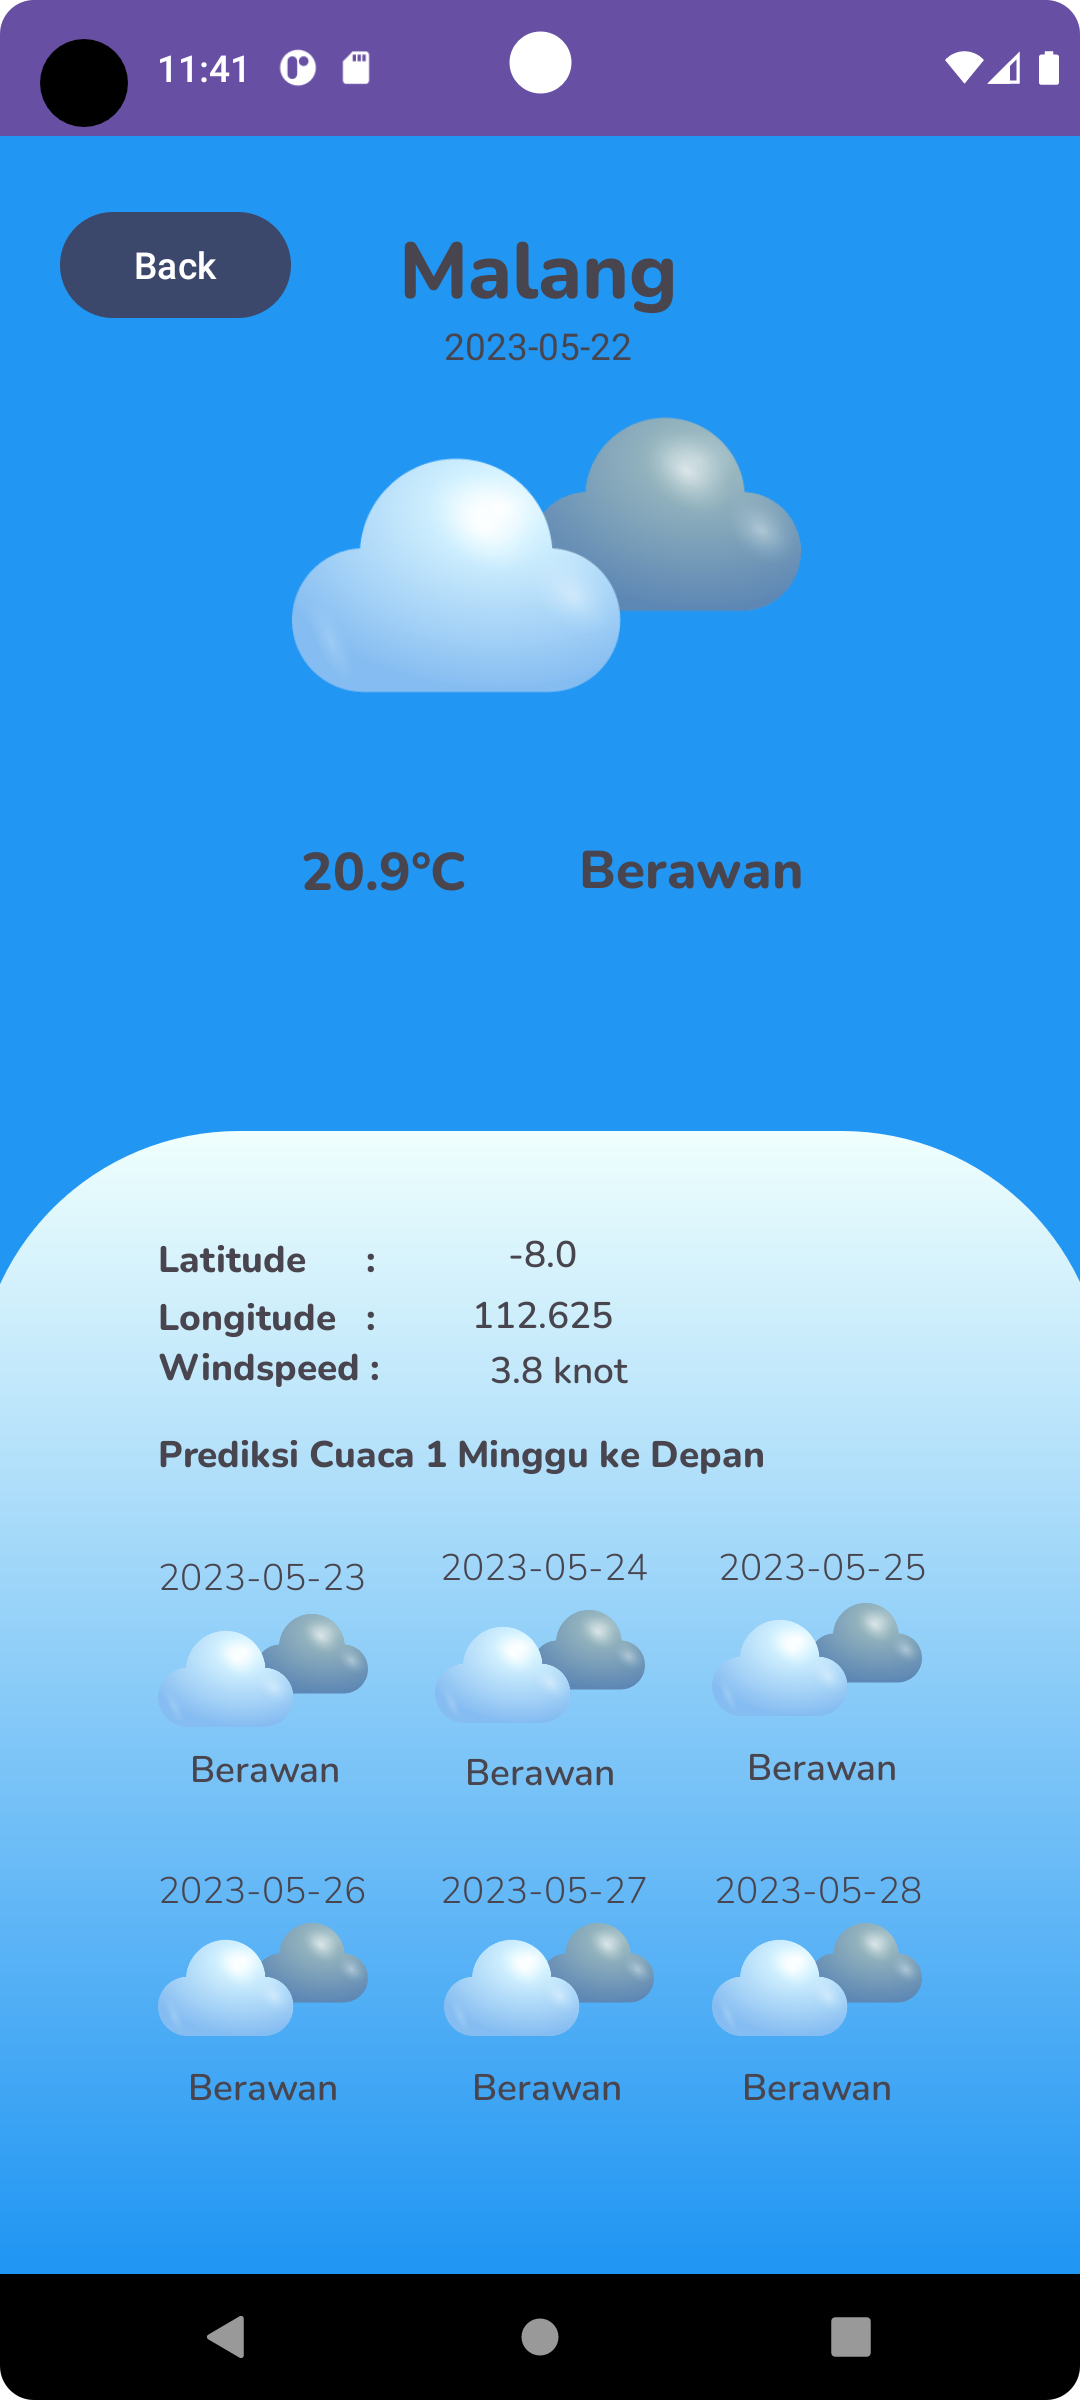 11:41
Back
Malang
2023-05-22
20.9°C Berawan
Latitude : -8.0
Longitude : 112.625
Windspeed : 3.8 knot
Prediksi Cuaca 1 Minggu ke Depan
2023-05-23 2023-05-24 2023-05-25
Berawan Berawan Berawan
2023-05-26 2023-05-27 2023-05-28
Berawan Berawan Berawan